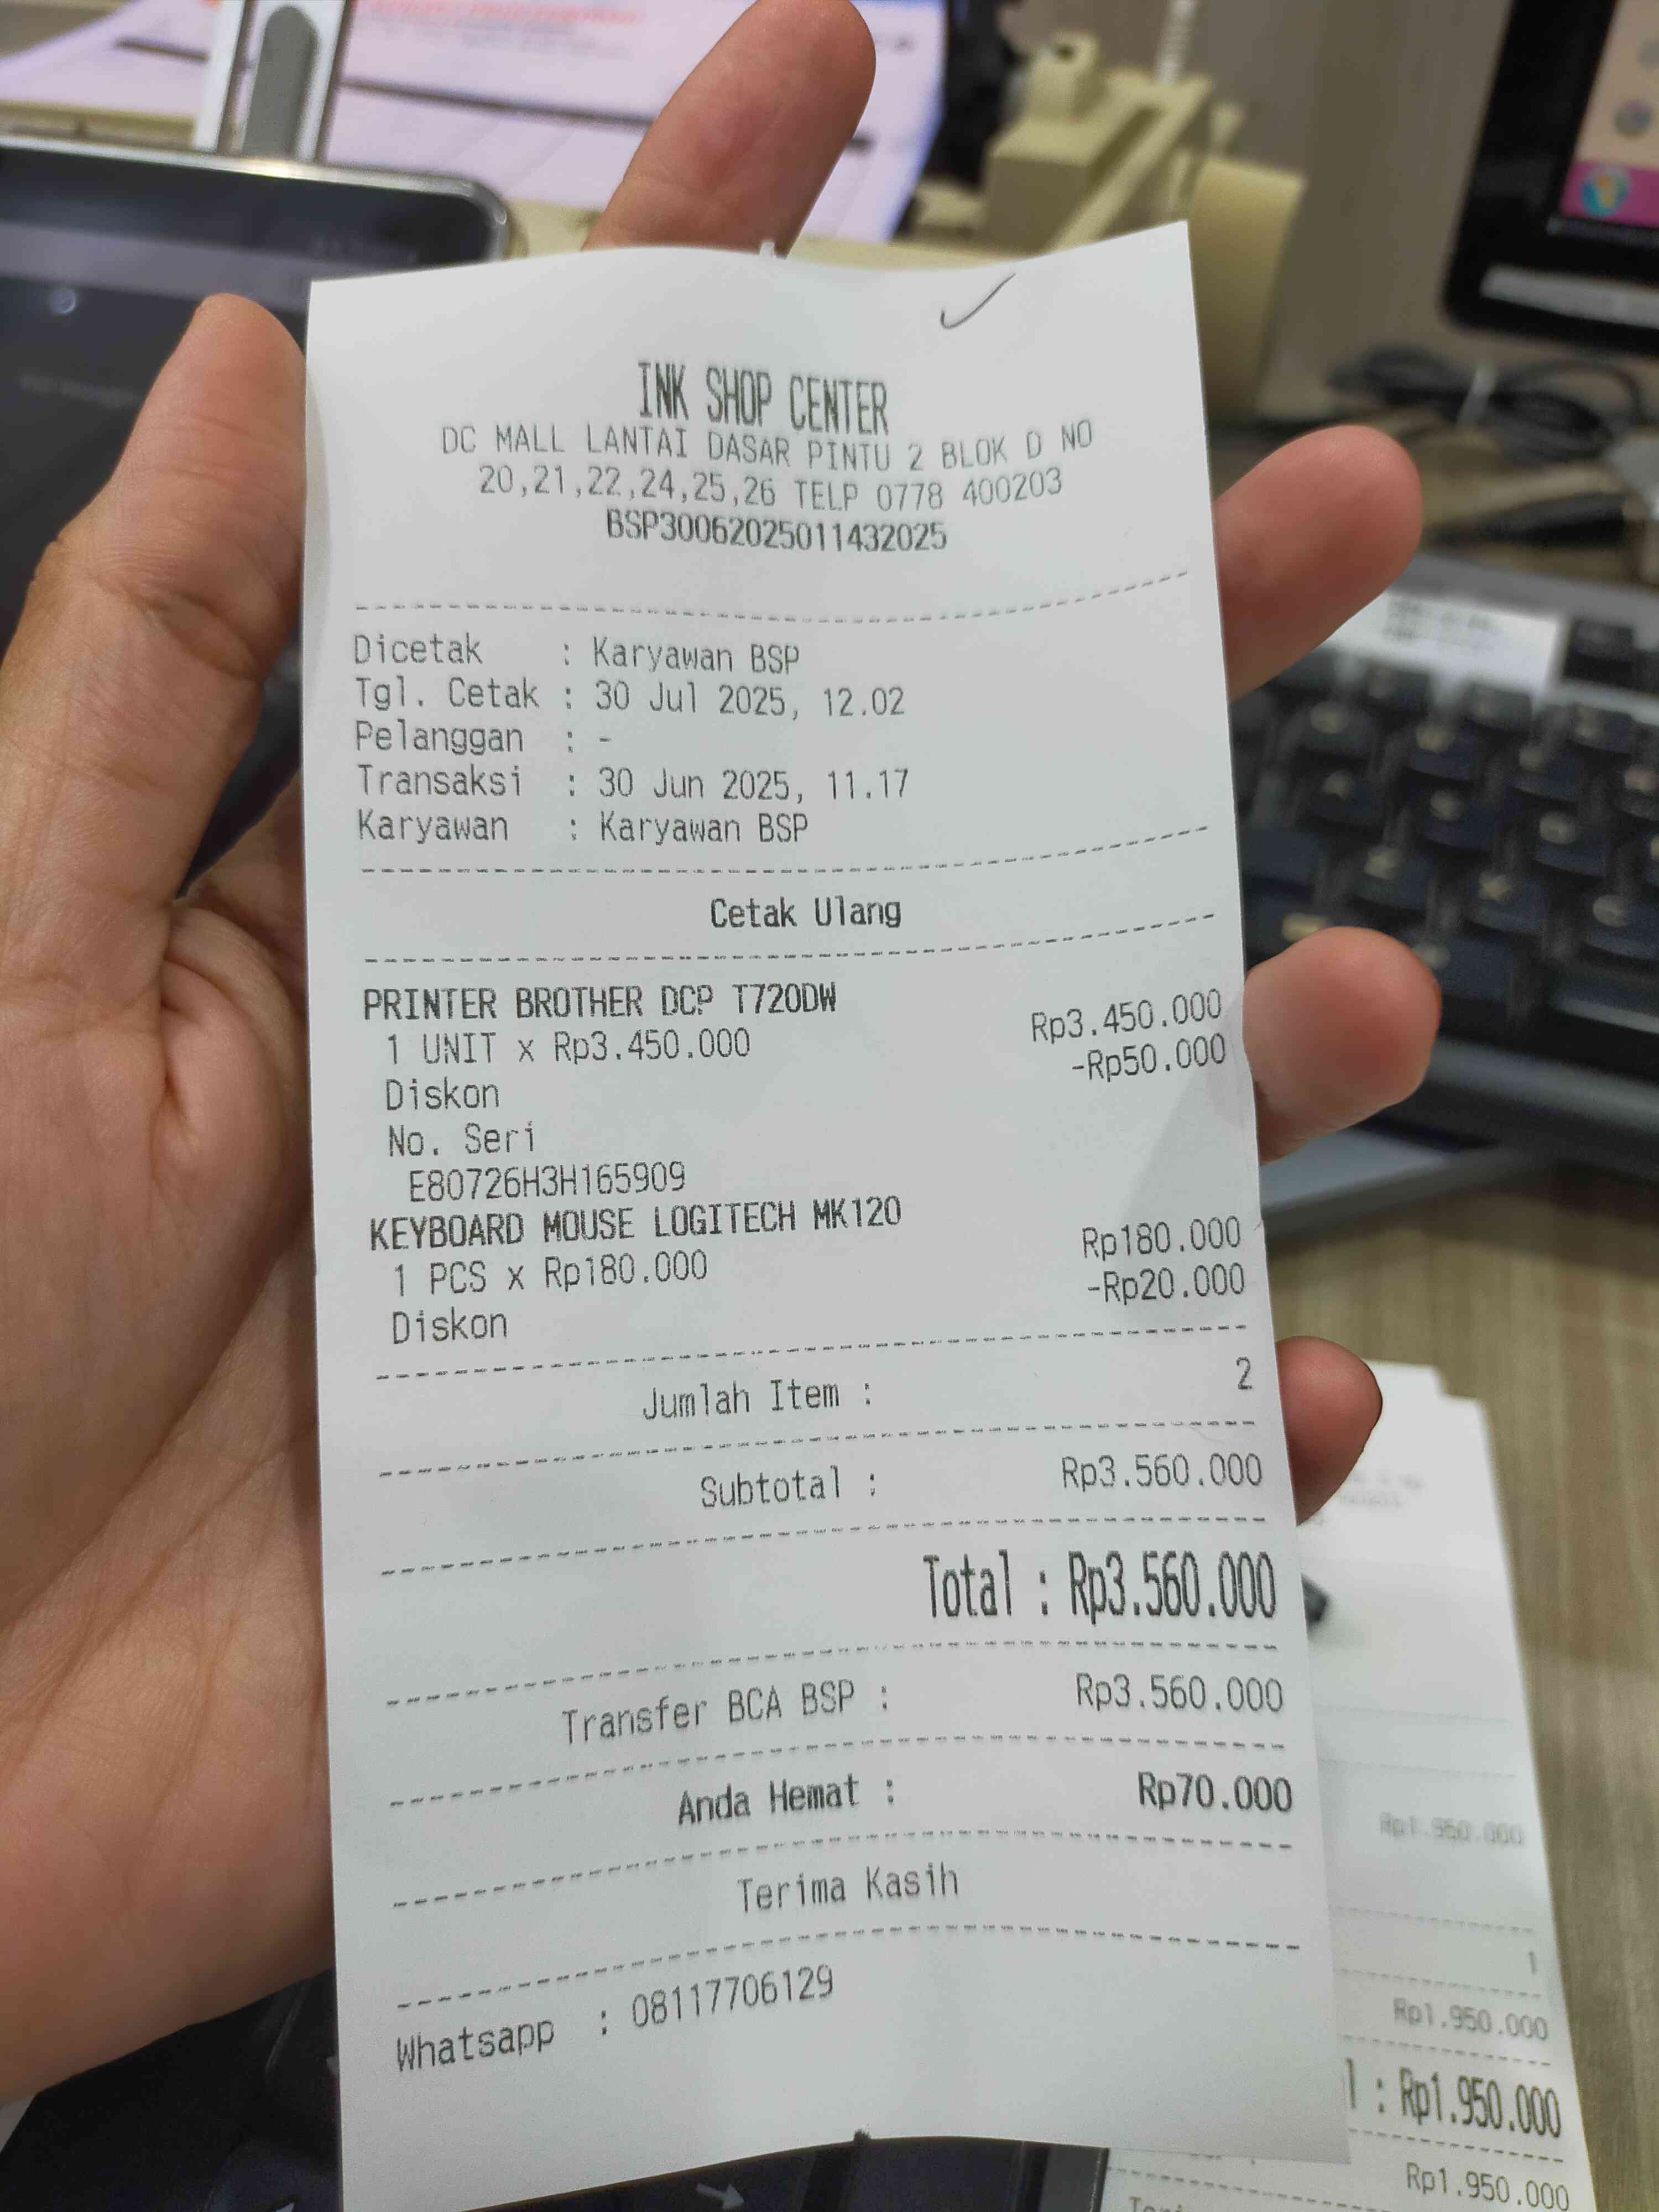 INK SHOP CENTER
DC MALL LANTAI DASAR PINTU 2 BLOK D NO
20,21,22,24,25,26 TELP 0778 400203
BSP30062025011432025
Dicetak : Karyawan BSP
Tgl. Cetak : 30 Jul 2025, 12.02
Pelanggan : -
Transaksi : 30 Jun 2025, 11.17
Karyawan : Karyawan BSP
Cetak Ulang
PRINTER BROTHER DCP T720DW
1 UNIT x Rp3.450.000 Rp3.450.000
Diskon -Rp50.000
No. Seri
E80726H3H165909
KEYBOARD MOUSE LOGITECH MK120
1 PCS x Rp180.000 Rp180.000
Diskon -Rp20.000
Jumlah Item : 2
Subtotal : Rp3.560.000
Total : Rp3.560.000
Transfer BCA BSP : Rp3.560.000
Anda Hemat : Rp70.000
Terima Kasih
Whatsapp : 08117706129
Rp1.950.000
1
Rp1.950.000
l : Rp1.950.000
Rp1.950.000